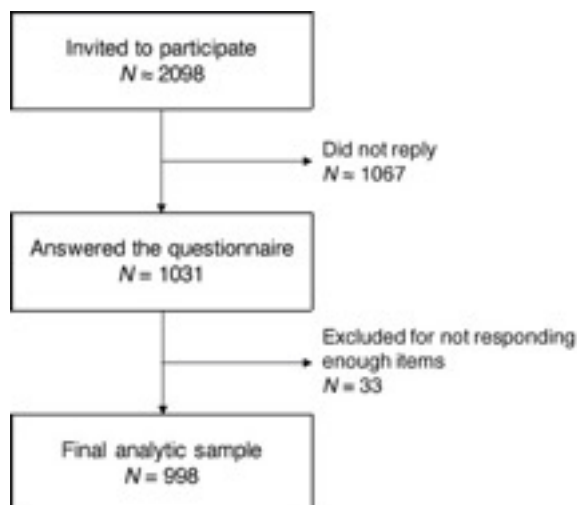 Invited to participate
N ≈ 2098
Did not reply
N ≈ 1067
Answered the questionnaire
N = 1031
Excluded for not responding
enough items
N = 33
Final analytic sample
N = 998